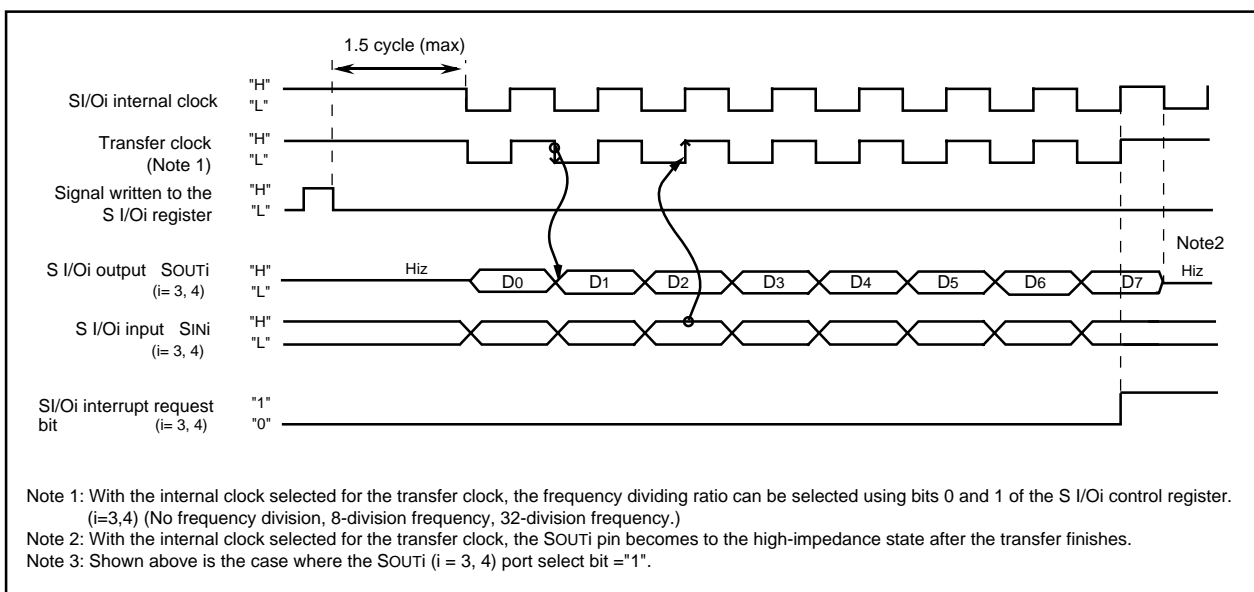 1.5 cycle (max)
SI/Oi internal clock "H" "L"
Transfer clock "H"
(Note 1) "L"
Signal written to the "H"
S I/Oi register "L"
Note2
S I/Oi output SOUTi "H" Hiz D0 D1 D2 D3 D4 D5 D6 D7 Hiz
(i= 3, 4) "L"
S I/Oi input SINi "H"
(i= 3, 4) "L"
SI/Oi interrupt request "1"
bit (i= 3, 4) "0"
Note 1: With the internal clock selected for the transfer clock, the frequency dividing ratio can be selected using bits 0 and 1 of the S I/Oi control register.
(i=3,4) (No frequency division, 8-division frequency, 32-division frequency.)
Note 2: With the internal clock selected for the transfer clock, the SOUTi pin becomes to the high-impedance state after the transfer finishes.
Note 3: Shown above is the case where the SOUTi (i = 3, 4) port select bit ="1".